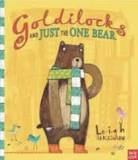 Goldilocks
AND JUST THE ONE BEAR
Leigh
HODGKINSON